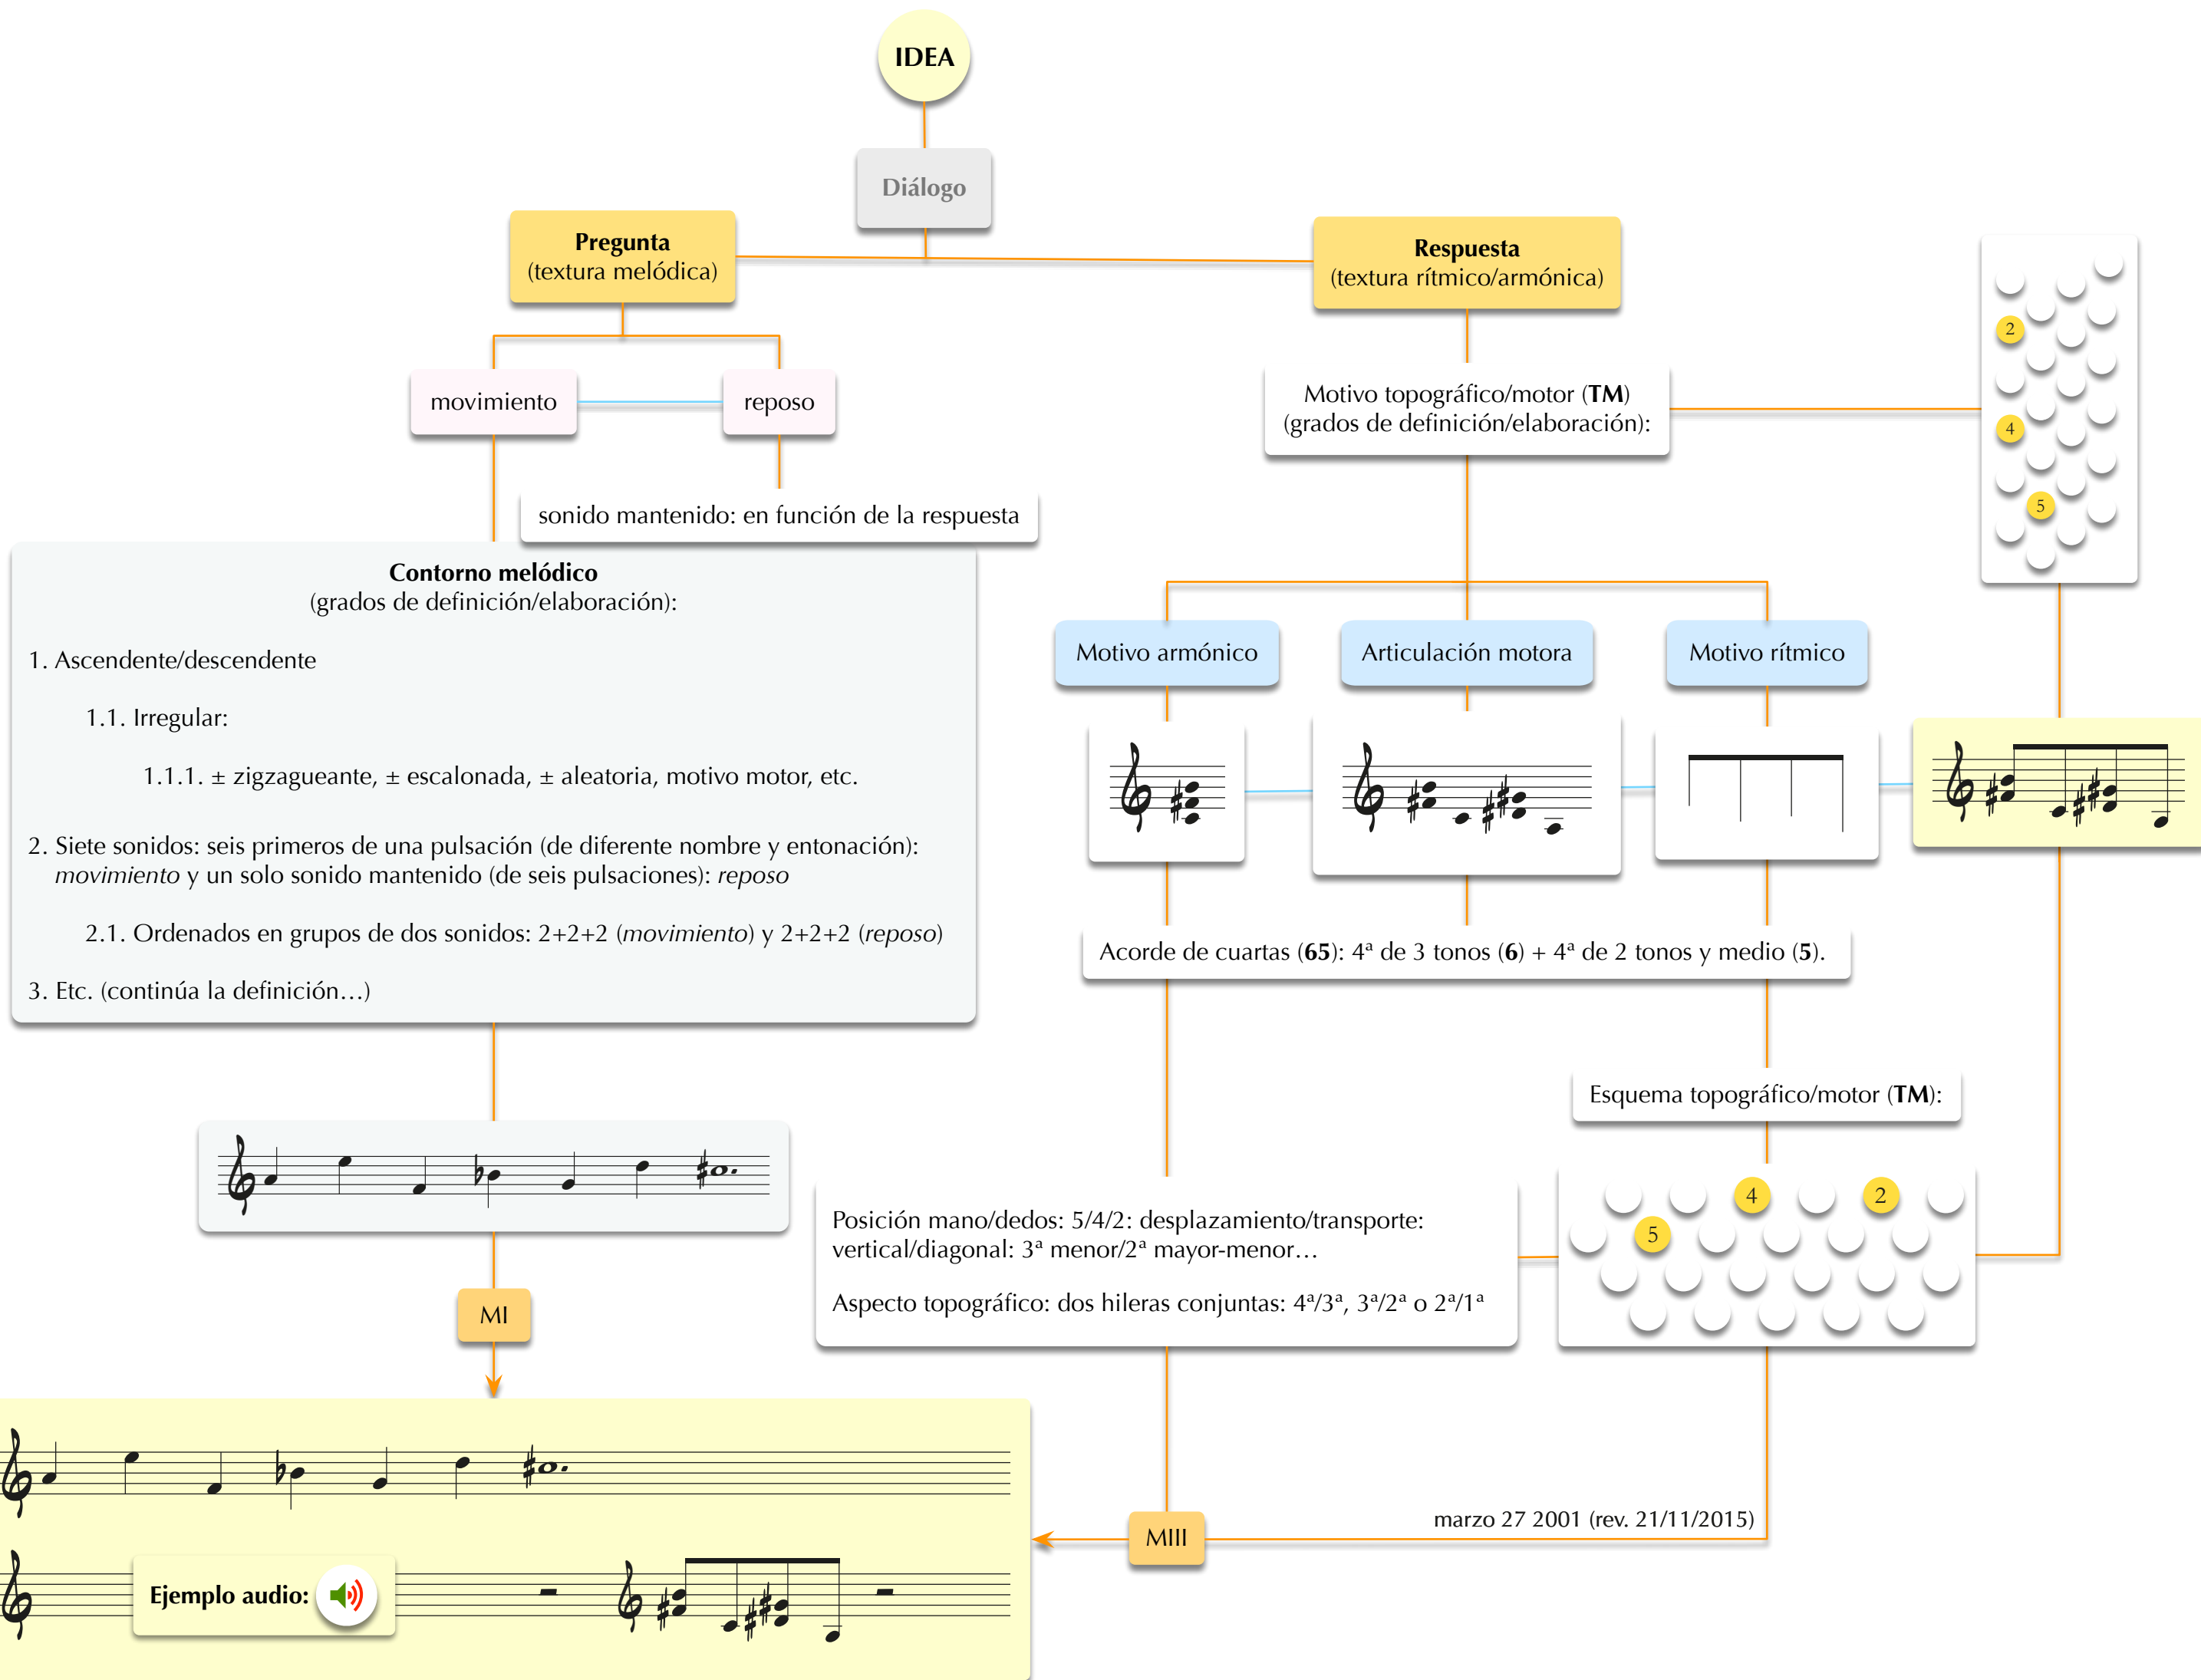 IDEA
Diálogo
Pregunta
(textura melódica)
Respuesta
(textura rítmico/armónica)
movimiento
reposo
sonido mantenido: en función de la respuesta
Motivo topográfico/motor (TM)
(grados de definición/elaboración):
2
4
5
Contorno melódico
(grados de definición/elaboración):
1. Ascendente/descendente
1.1. Irregular:
1.1.1. ± zigzagueante, ± escalonada, ± aleatoria, motivo motor, etc.
2. Siete sonidos: seis primeros de una pulsación (de diferente nombre y entonación):
movimiento y un solo sonido mantenido (de seis pulsaciones): reposo
2.1. Ordenados en grupos de dos sonidos: 2+2+2 (movimiento) y 2+2+2 (reposo)
3. Etc. (continúa la definición…)
Motivo armónico
Articulación motora
Motivo rítmico
Acorde de cuartas (65): 4ª de 3 tonos (6) + 4ª de 2 tonos y medio (5).
Esquema topográfico/motor (TM):
4
2
5
Posición mano/dedos: 5/4/2: desplazamiento/transporte:
vertical/diagonal: 3ª menor/2ª mayor-menor…
Aspecto topográfico: dos hileras conjuntas: 4ª/3ª, 3ª/2ª o 2ª/1ª
MI
MIII
marzo 27 2001 (rev. 21/11/2015)
Ejemplo audio: